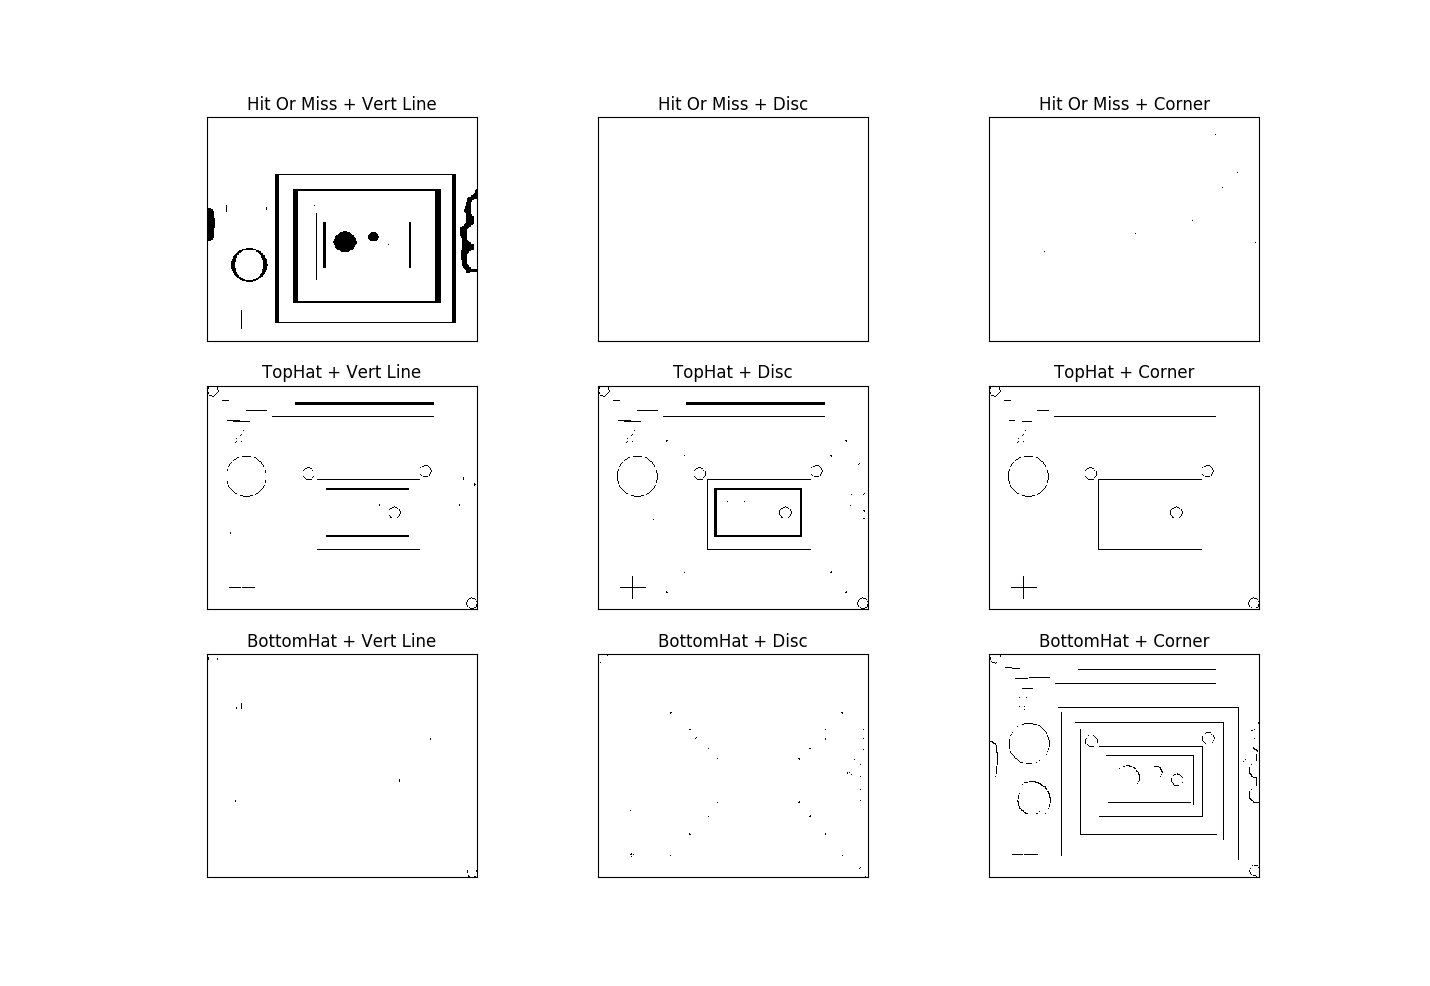 Hit Or Miss + Vert Line
Hit Or Miss + Disc
Hit Or Miss + Corner
TopHat + Vert Line
TopHat + Disc
TopHat + Corner
BottomHat + Vert Line
BottomHat + Disc
BottomHat + Corner